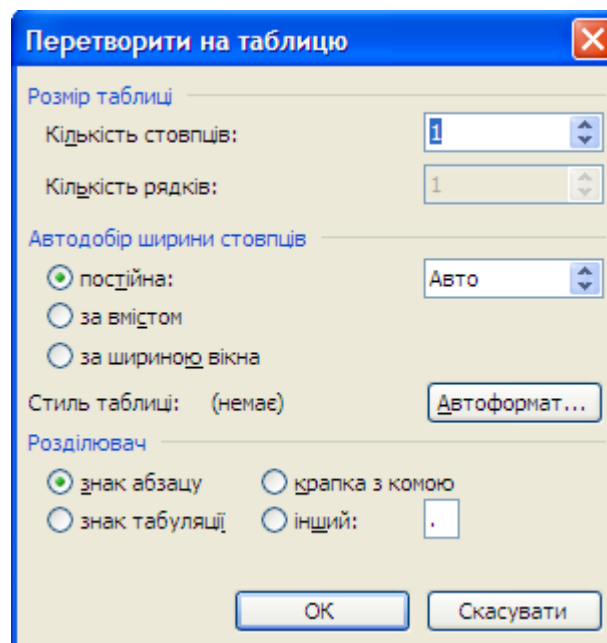 Перетворити на таблицю
Розмір таблиці
Кількість стовпців: 1
Кількість рядків: 1
Автодобір ширини стовпців
постійна: Авто
за вмістом
за шириною вікна
Стиль таблиці: (немає) Автоформат...
Розділювач
знак абзацу крапка з комою
знак табуляції інший: .
ОК Скасувати